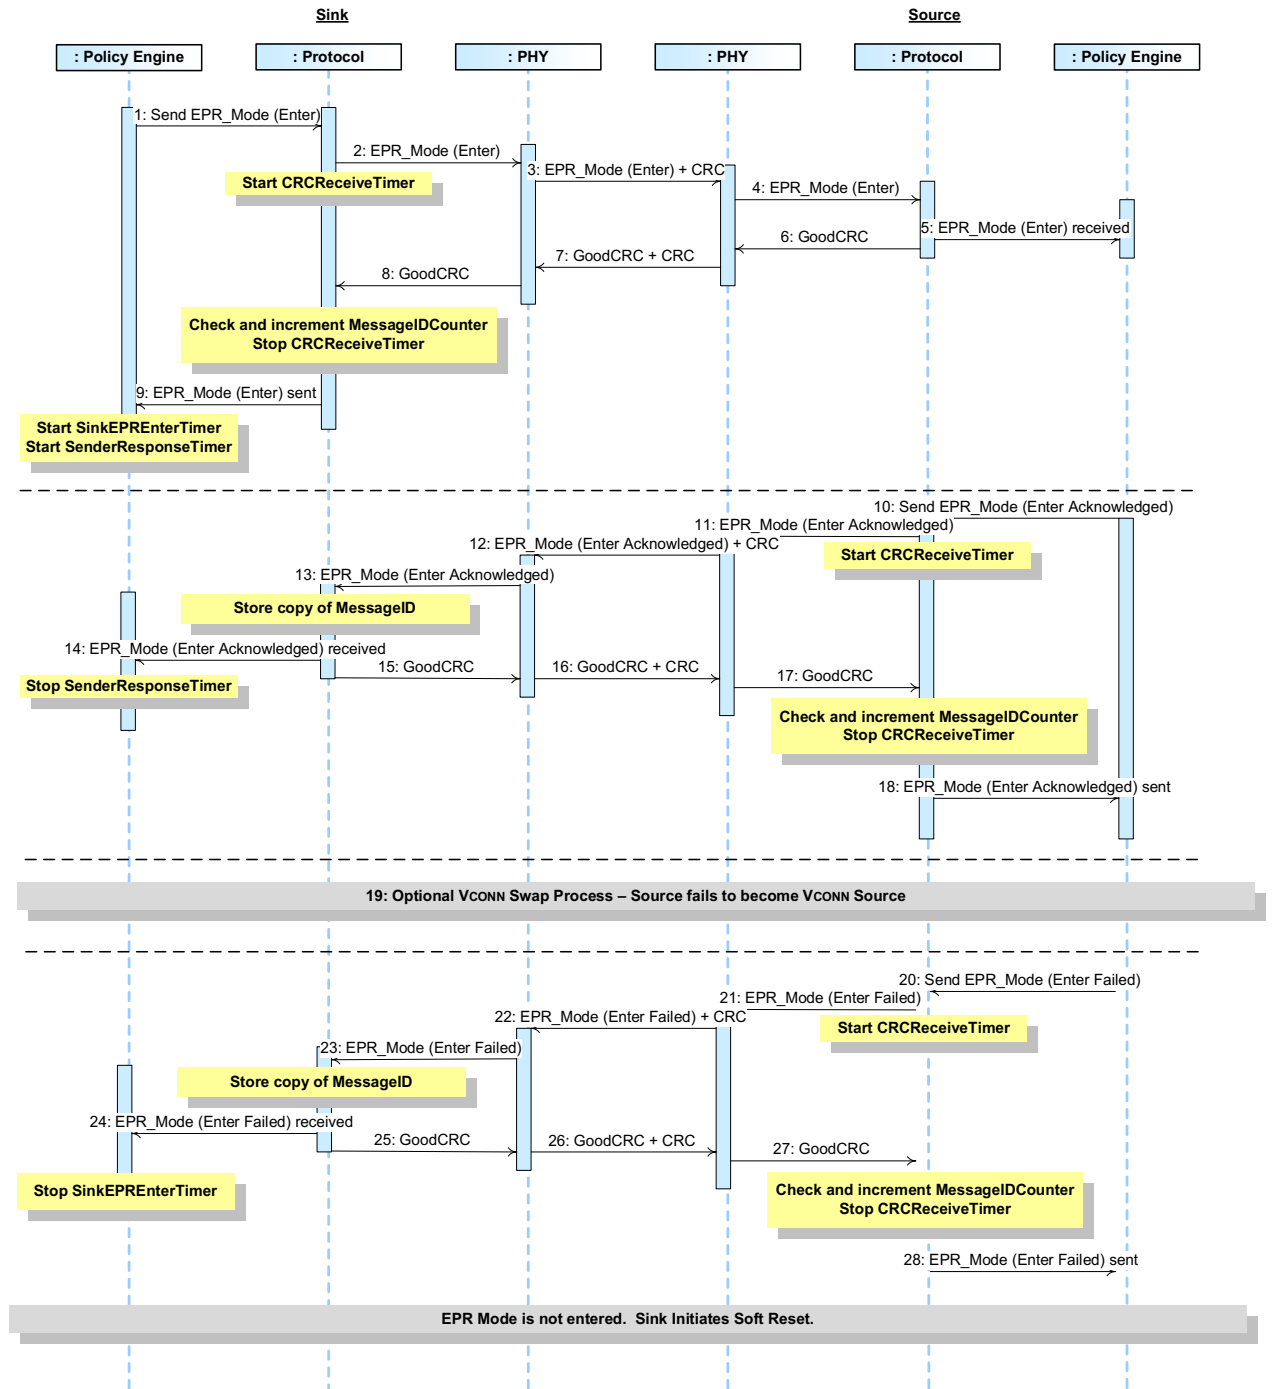 Sink
Source
: Policy Engine
: Protocol
: PHY
: PHY
: Protocol
: Policy Engine
1: Send EPR_Mode (Enter)
2: EPR_Mode (Enter)
3: EPR_Mode (Enter) + CRC
Start CRCReceiveTimer
4: EPR_Mode (Enter)
5: EPR_Mode (Enter) received
6: GoodCRC
7: GoodCRC + CRC
8: GoodCRC
Check and increment MessageIDCounter
Stop CRCReceiveTimer
9: EPR_Mode (Enter) sent
Start SinkEPREnterTimer
Start SenderResponseTimer
10: Send EPR_Mode (Enter Acknowledged)
11: EPR_Mode (Enter Acknowledged)
12: EPR_Mode (Enter Acknowledged) + CRC
Start CRCReceiveTimer
13: EPR_Mode (Enter Acknowledged)
Store copy of MessageID
14: EPR_Mode (Enter Acknowledged) received
15: GoodCRC
16: GoodCRC + CRC
17: GoodCRC
Stop SenderResponseTimer
Check and increment MessageIDCounter
Stop CRCReceiveTimer
18: EPR_Mode (Enter Acknowledged) sent
19: Optional VCONN Swap Process – Source fails to become VCONN Source
20: Send EPR_Mode (Enter Failed)
21: EPR_Mode (Enter Failed)
22: EPR_Mode (Enter Failed) + CRC
Start CRCReceiveTimer
23: EPR_Mode (Enter Failed)
Store copy of MessageID
24: EPR_Mode (Enter Failed) received
25: GoodCRC
26: GoodCRC + CRC
27: GoodCRC
Stop SinkEPREnterTimer
Check and increment MessageIDCounter
Stop CRCReceiveTimer
28: EPR_Mode (Enter Failed) sent
EPR Mode is not entered.  Sink Initiates Soft Reset.